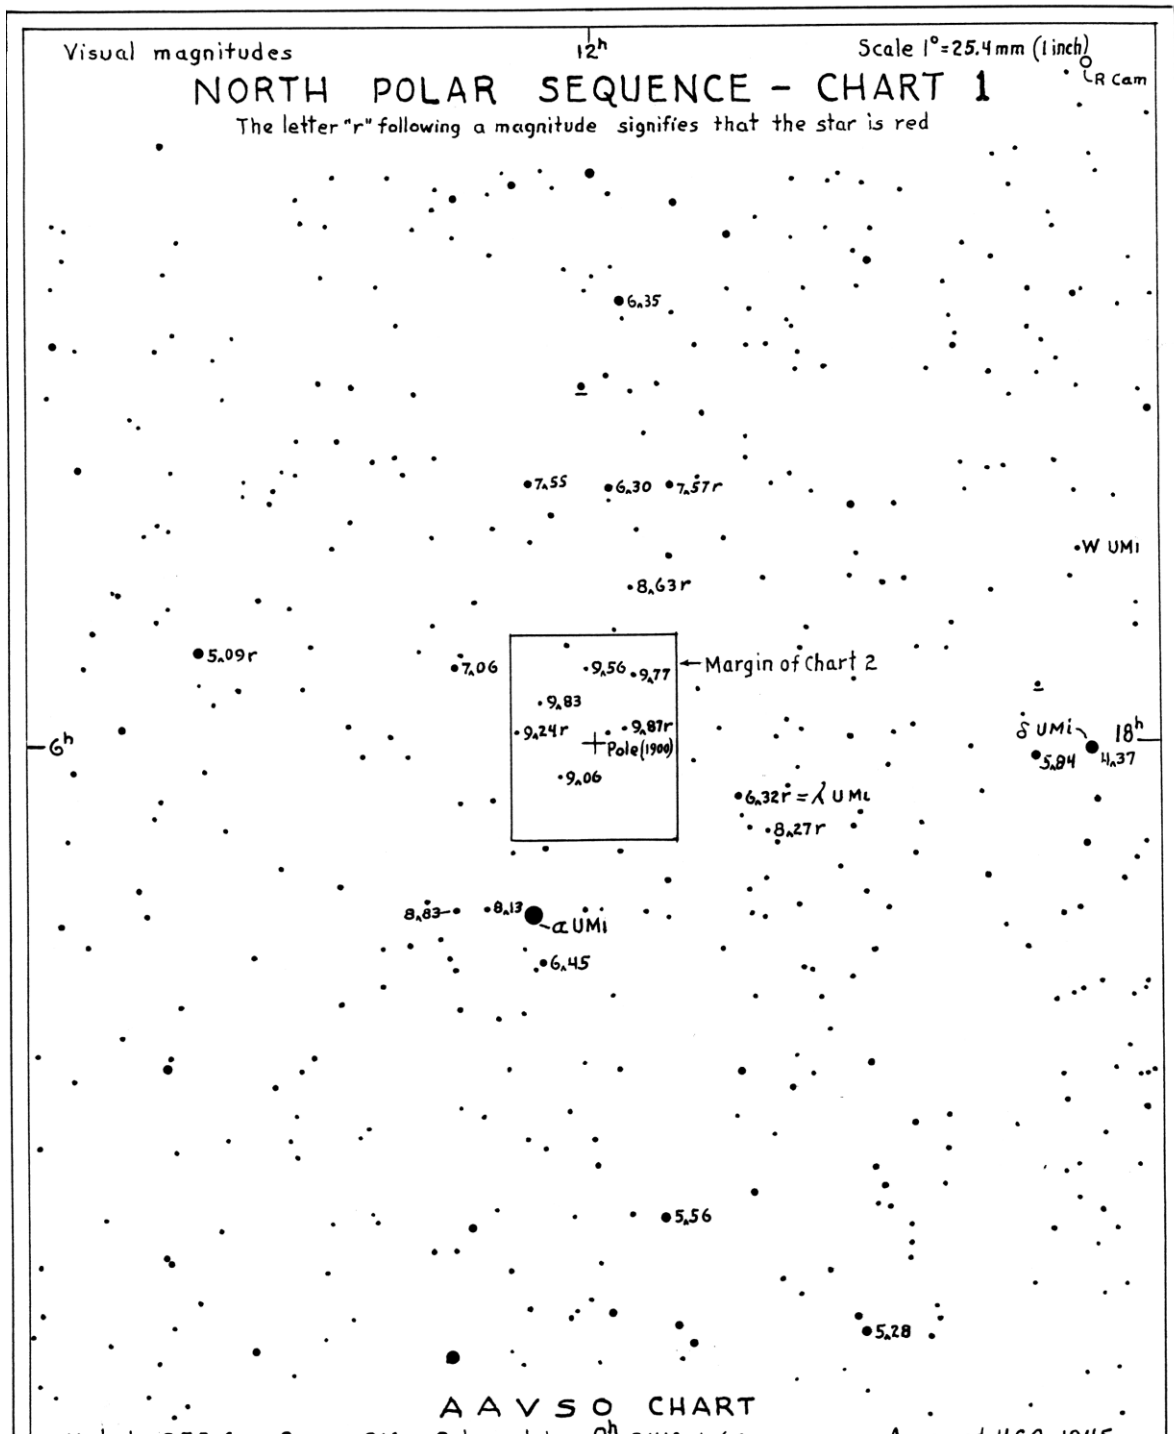 Visual magnitudes
12ʰ
Scale 1°=25.4mm (1 inch)
R Cam
NORTH POLAR SEQUENCE - CHART 1
The letter "r" following a magnitude signifies that the star is red
6.35
7.55
6.30
7.57r
W UMi
8.63r
5.09r
7.06
9.56
9.77
Margin of Chart 2
9.83
9.24r
9.87r
6ʰ
Pole(1900)
δ UMi
18ʰ
5.84
4.37
9.06
6.32r = λ UMi
8.27r
8.83
8.13
α UMi
6.45
5.56
5.28
AAVSO CHART
0ʰ
1945